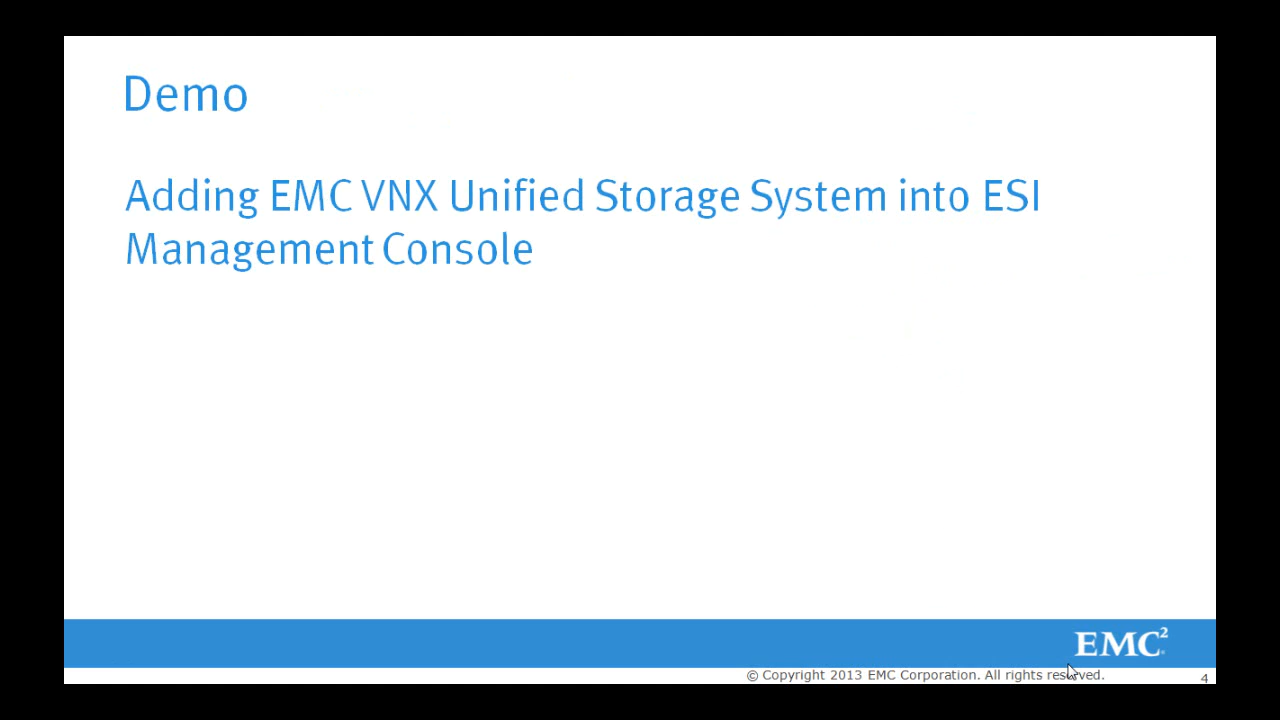 Demo
Adding EMC VNX Unified Storage System into ESI
Management Console
EMC²
© Copyright 2013 EMC Corporation. All rights reserved.
4